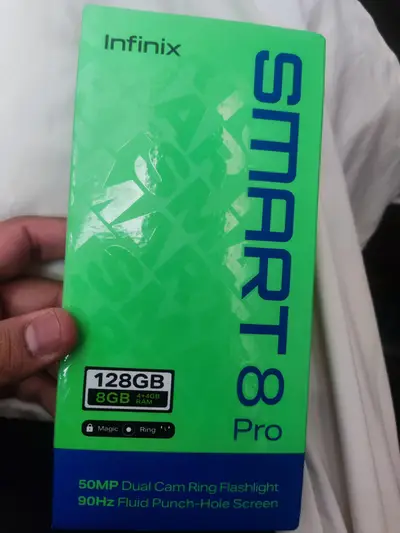 Infinix
SMART 8
Pro
128GB
8GB 4+4GB RAM
Magic Ring
50MP Dual Cam Ring Flashlight
90Hz Fluid Punch-Hole Screen